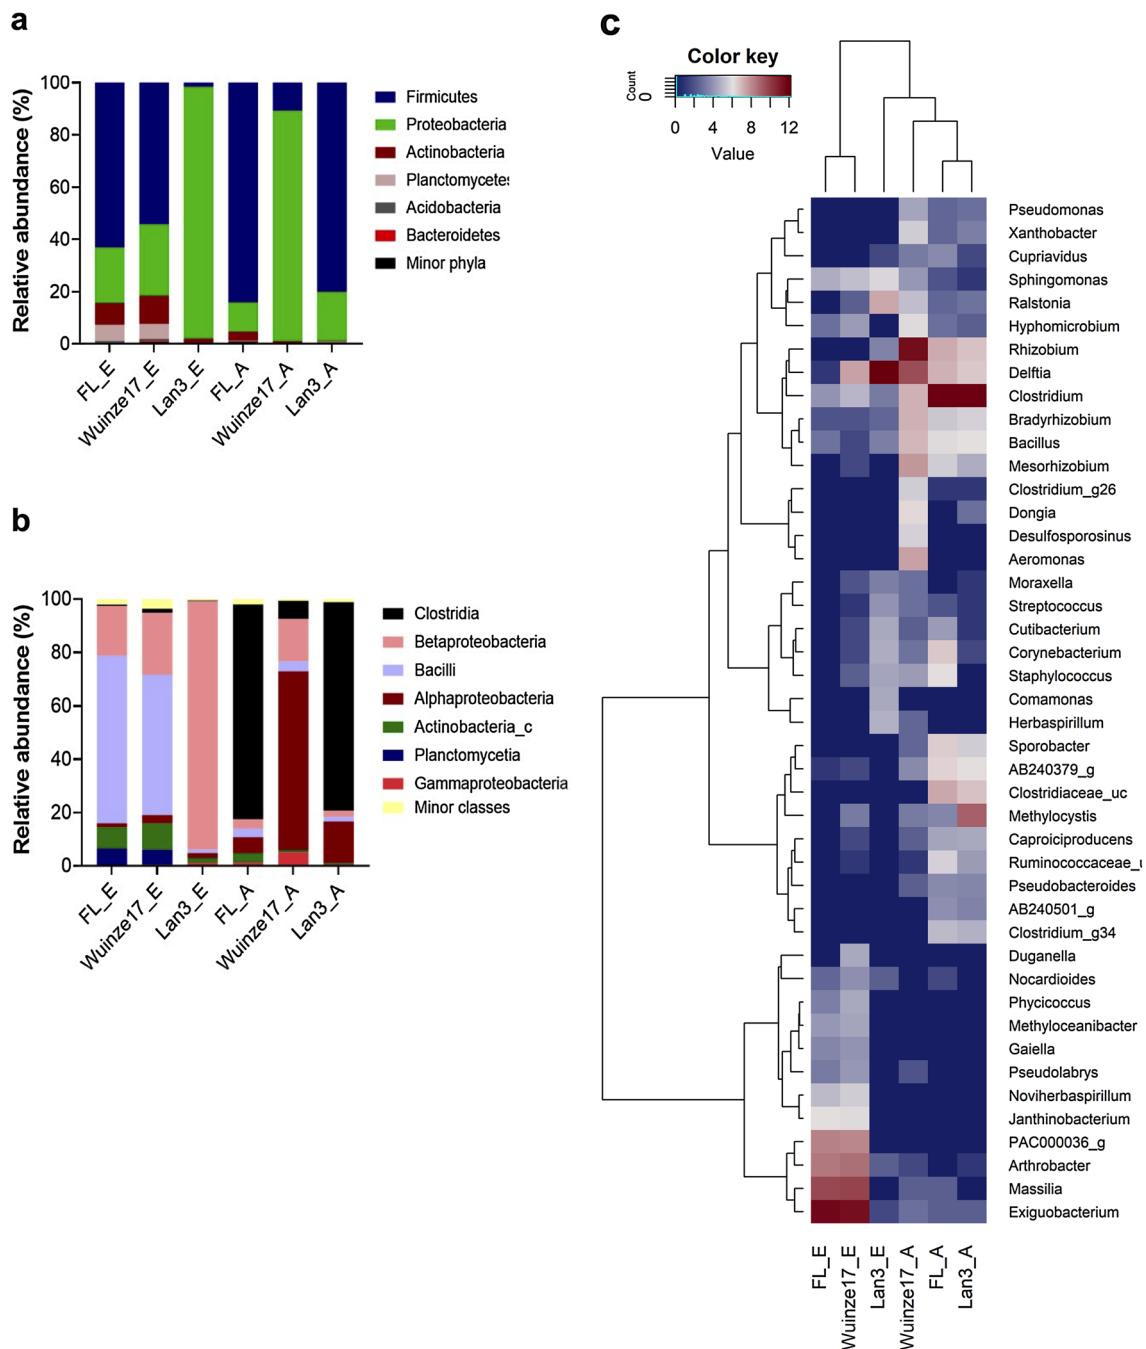 a
Relative abundance (%)
100
80
60
40
20
0
FL_E
Wuinze17_E
Lan3_E
FL_A
Wuinze17_A
Lan3_A
Firmicutes
Proteobacteria
Actinobacteria
Planctomycetes
Acidobacteria
Bacteroidetes
Minor phyla
b
Relative abundance (%)
100
80
60
40
20
0
FL_E
Wuinze17_E
Lan3_E
FL_A
Wuinze17_A
Lan3_A
Clostridia
Betaproteobacteria
Bacilli
Alphaproteobacteria
Actinobacteria_c
Planctomycetia
Gammaproteobacteria
Minor classes
c
Color key
Count
0
0 4 8 12
Value
Pseudomonas
Xanthobacter
Cupriavidus
Sphingomonas
Ralstonia
Hyphomicrobium
Rhizobium
Delftia
Clostridium
Bradyrhizobium
Bacillus
Mesorhizobium
Clostridium_g26
Dongia
Desulfosporosinus
Aeromonas
Moraxella
Streptococcus
Cutibacterium
Corynebacterium
Staphylococcus
Comamonas
Herbaspirillum
Sporobacter
AB240379_g
Clostridiaceae_uc
Methylocystis
Caproiciproducens
Ruminococcaceae_u
Pseudobacteroides
AB240501_g
Clostridium_g34
Duganella
Nocardioides
Phycicoccus
Methyloceanibacter
Gaiella
Pseudolabrys
Noviherbaspirillum
Janthinobacterium
PAC000036_g
Arthrobacter
Massilia
Exiguobacterium
FL_E
Wuinze17_E
Lan3_E
Wuinze17_A
FL_A
Lan3_A